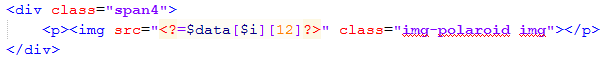 <div class="span4">
<p><img src="<?=$data[$i][12]?>" class="img-polaroid img"></p>
</div>